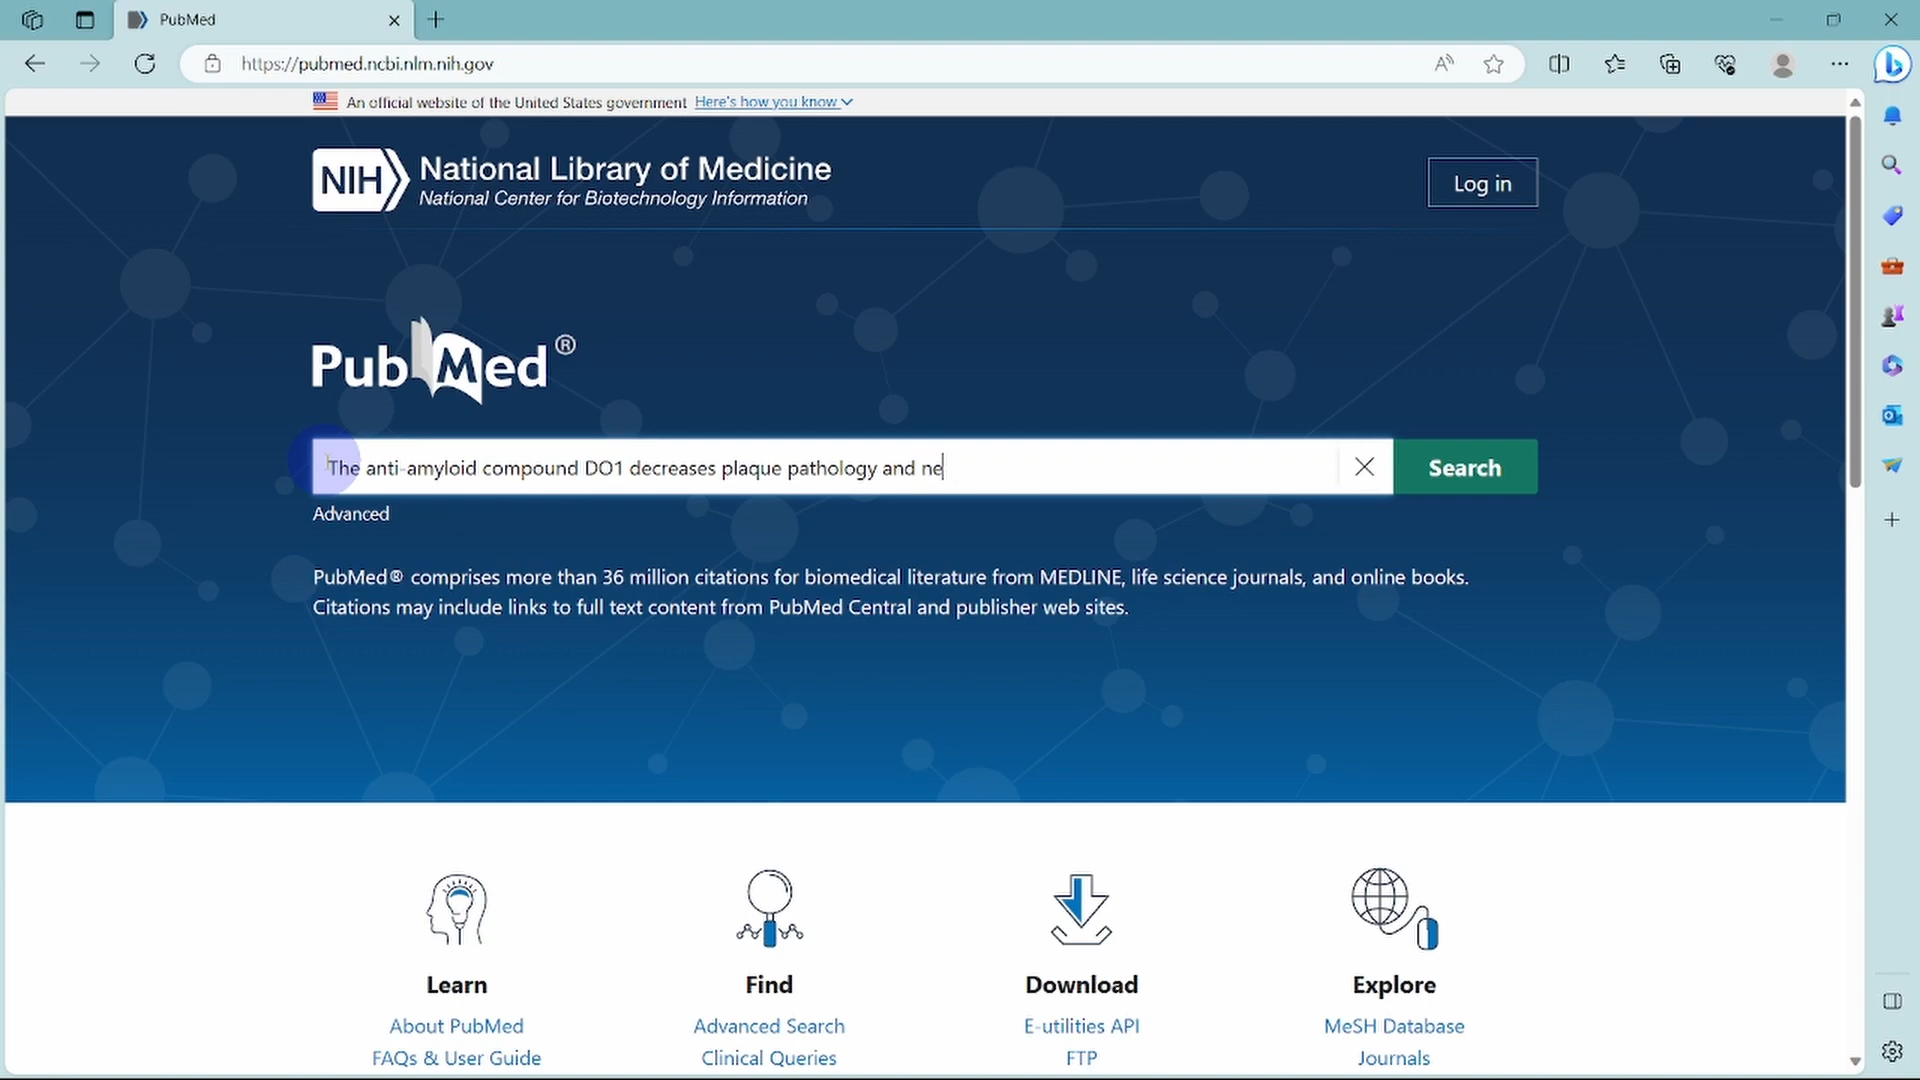 PubMed
https://pubmed.ncbi.nlm.nih.gov
An official website of the United States government Here's how you know
NIH National Library of Medicine
National Center for Biotechnology Information
Log in
PubMed®
The anti-amyloid compound DO1 decreases plaque pathology and ne
Search
Advanced
PubMed® comprises more than 36 million citations for biomedical literature from MEDLINE, life science journals, and online books.
Citations may include links to full text content from PubMed Central and publisher web sites.
Learn Find Download Explore
About PubMed Advanced Search E-utilities API MeSH Database
FAQs & User Guide Clinical Queries FTP Journals